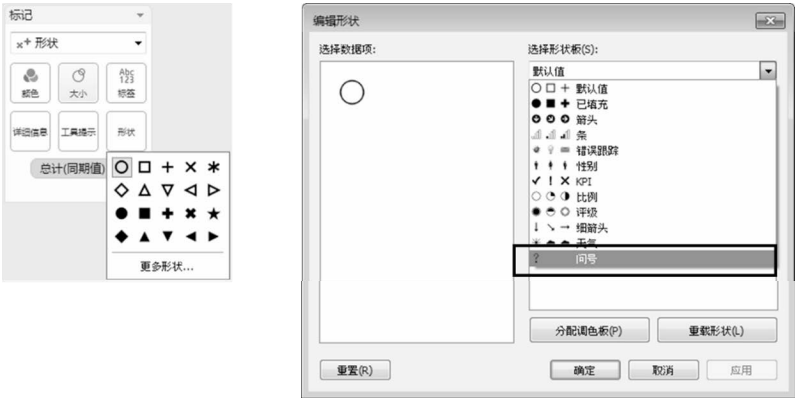 标记
形状
颜色
大小
Abc
123
标签
详细信息
工具提示
形状
总计(同期值)
更多形状...
编辑形状
选择数据项:
选择形状板(S):
默认值
默认值
已填充
箭头
条
错误跟踪
性别
KPI
比例
评级
细箭头
天气
? 问号
分配调色板(P)
重载形状(L)
重置(R)
确定
取消
应用